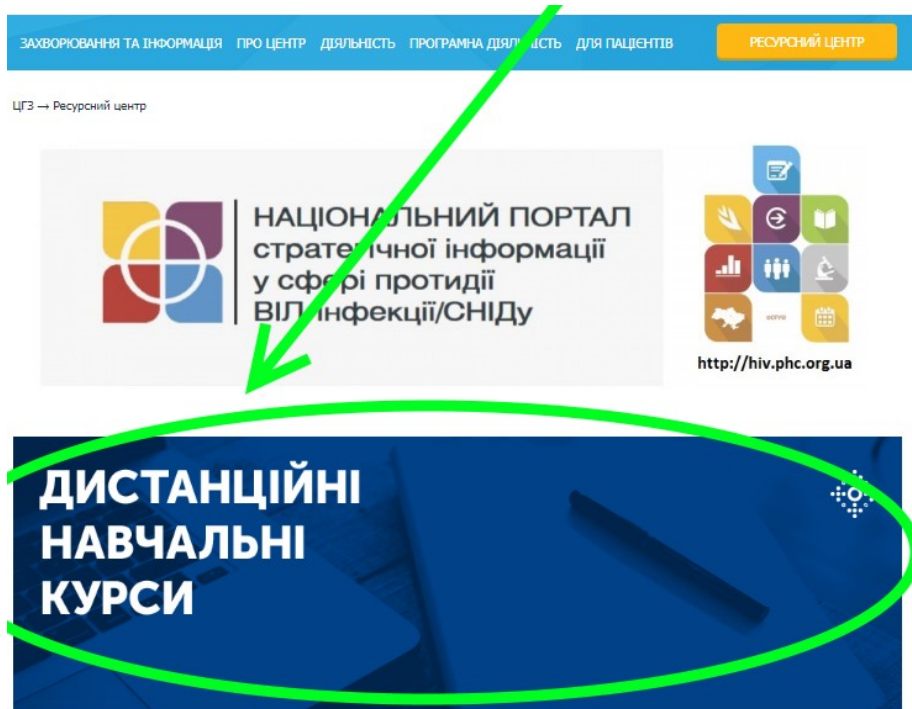 ЗАХВОРЮВАННЯ ТА ІНФОРМАЦІЯ ПРО ЦЕНТР ДІЯЛЬНІСТЬ ПРОГРАМНА ДІЯЛЬНІСТЬ ДЛЯ ПАЦІЄНТІВ РЕСУРСНИЙ ЦЕНТР
ЦГЗ → Ресурсний центр
НАЦІОНАЛЬНИЙ ПОРТАЛ
стратегічної інформації
у сфері протидії
ВІЛ-інфекції/СНІДу
http://hiv.phc.org.ua
ДИСТАНЦІЙНІ
НАВЧАЛЬНІ
КУРСИ